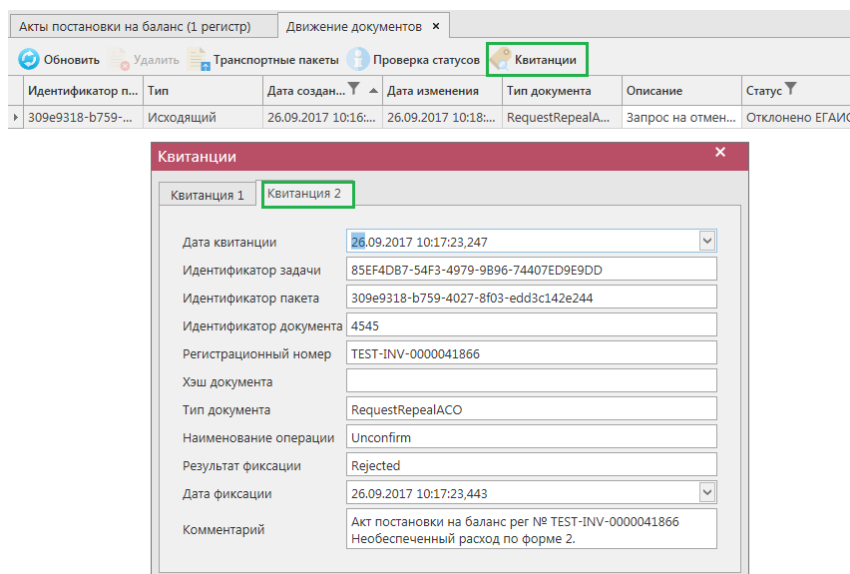 Акты постановки на баланс (1 регистр) Движение документов ×
Обновить Удалить Транспортные пакеты Проверка статусов Квитанции
Идентификатор п... Тип Дата создан... Дата изменения Тип документа Описание Статус
309e9318-b759-... Исходящий 26.09.2017 10:16:... 26.09.2017 10:18:... RequestRepealA... Запрос на отмен... Отклонено ЕГАИС
Квитанции ×
Квитанция 1 Квитанция 2
Дата квитанции 26.09.2017 10:17:23,247
Идентификатор задачи 85EF4DB7-54F3-4979-9B96-74407ED9E9DD
Идентификатор пакета 309e9318-b759-4027-8f03-edd3c142e244
Идентификатор документа 4545
Регистрационный номер TEST-INV-0000041866
Хэш документа
Тип документа RequestRepealACO
Наименование операции Unconfirm
Результат фиксации Rejected
Дата фиксации 26.09.2017 10:17:23,443
Комментарий Акт постановки на баланс рег № TEST-INV-0000041866
Необеспеченный расход по форме 2.